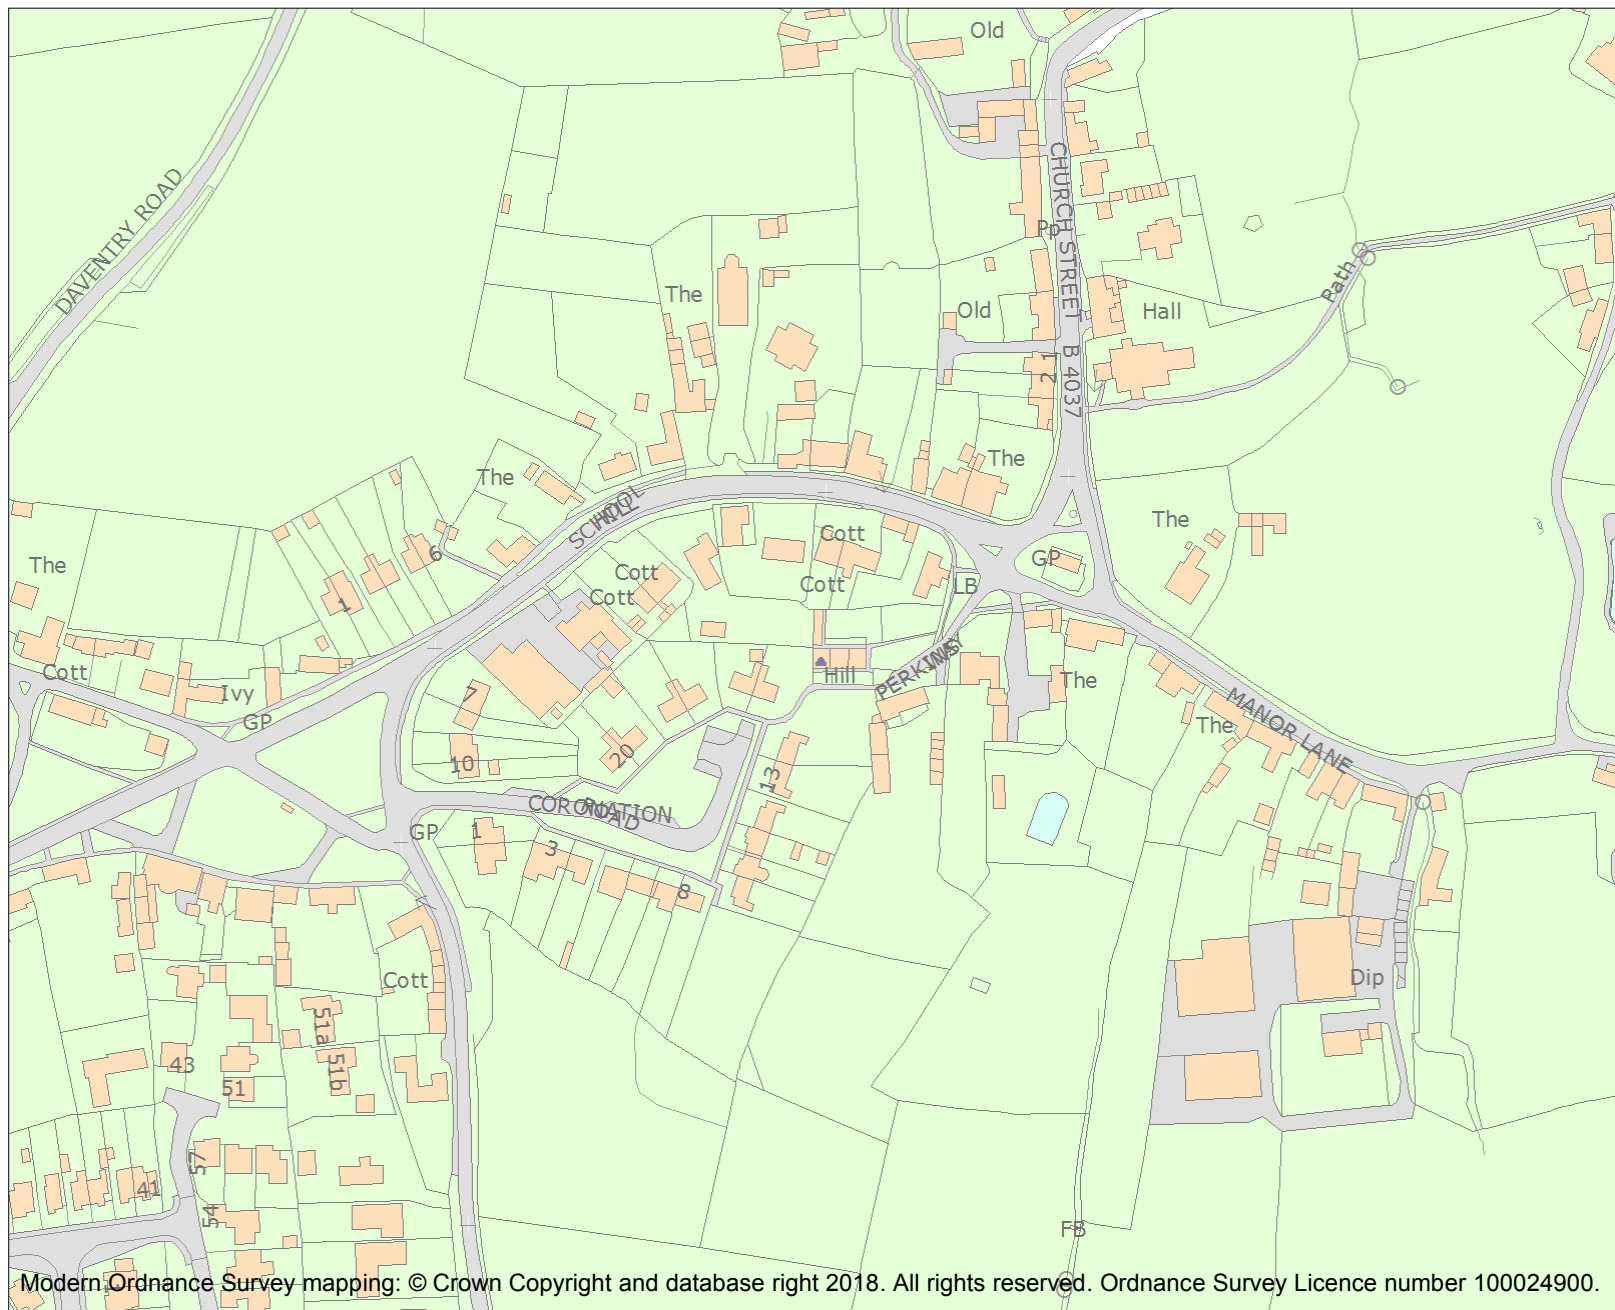 Old
DAVENTRY ROAD
CHURCH STREET B 4037
Pp
Path
The
Old
Hall
1
2
The
The
SCHOOL
HILL
Cott
The
6
The
Cott
GP
Cott
Cott
LB
1
PERKINS
WAY
Cott
Ivy
Hill
The
GP
7
MANOR LANE
The
10
20
13
CORONATION
ROAD
GP
1
3
8
Cott
Dip
51a
43
51b
51
57
41
54
FB
Modern Ordnance Survey mapping: © Crown Copyright and database right 2018. All rights reserved. Ordnance Survey Licence number 100024900.